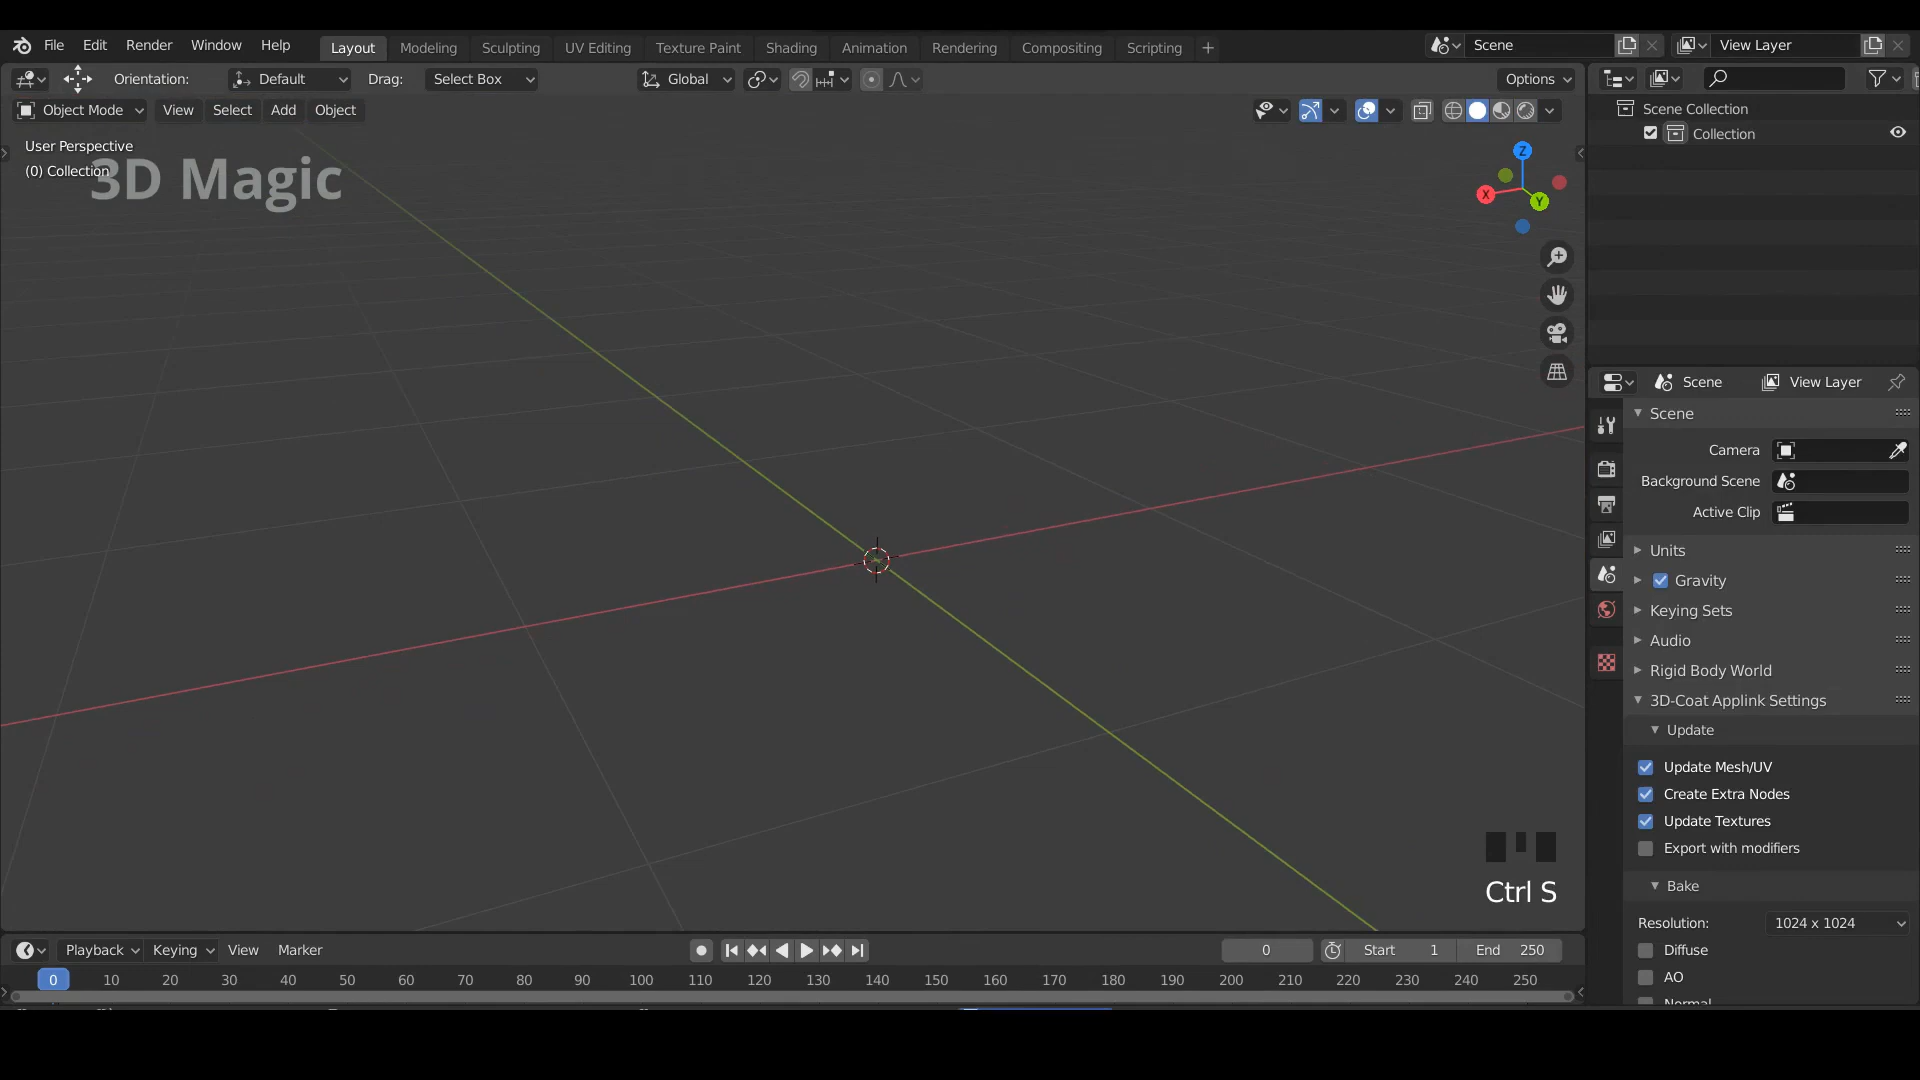 File Edit Render Window Help Layout Modeling Sculpting UV Editing Texture Paint Shading Animation Rendering Compositing Scripting + Scene View Layer
Orientation: Default Drag: Select Box Global Options
Object Mode View Select Add Object
User Perspective
(0) Collection
3D Magic
Z
X
Y
Scene Collection
Collection
Scene View Layer
Scene
Camera
Background Scene
Active Clip
Units
Gravity
Keying Sets
Audio
Rigid Body World
3D-Coat Applink Settings
Update
Update Mesh/UV
Create Extra Nodes
Update Textures
Export with modifiers
Bake
Resolution: 1024 x 1024
Diffuse
AO
Normal
Ctrl S
Playback Keying View Marker 0 Start 1 End 250
0 10 20 30 40 50 60 70 80 90 100 110 120 130 140 150 160 170 180 190 200 210 220 230 240 250